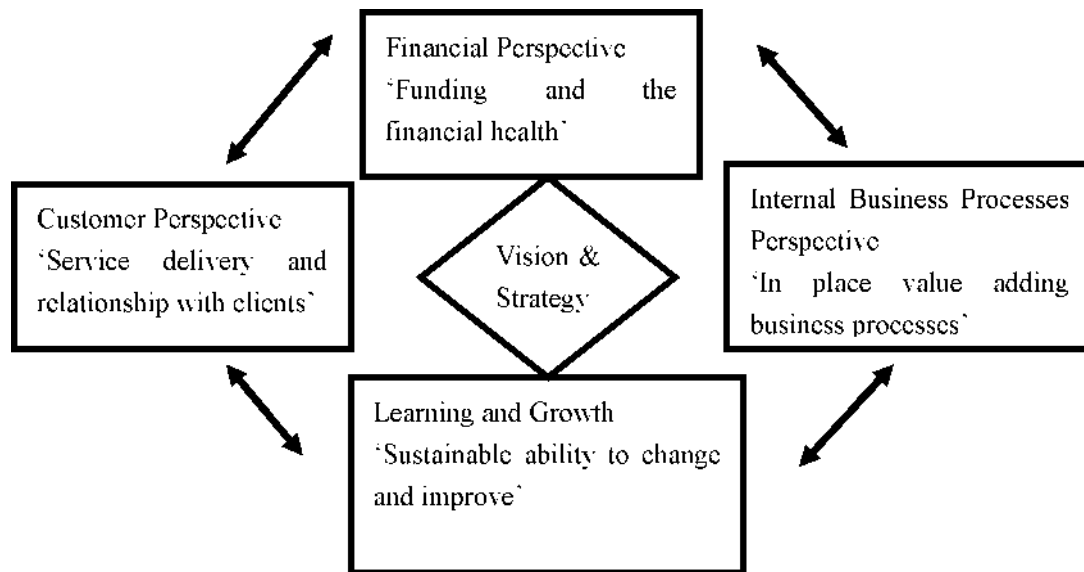 Financial Perspective
‘Funding and the
financial health`
Customer Perspective
‘Service delivery and
relationship with clients`
Vision &
Strategy
Internal Business Processes
Perspective
‘In place value adding
business processes`
Learning and Growth
‘Sustainable ability to change
and improve`